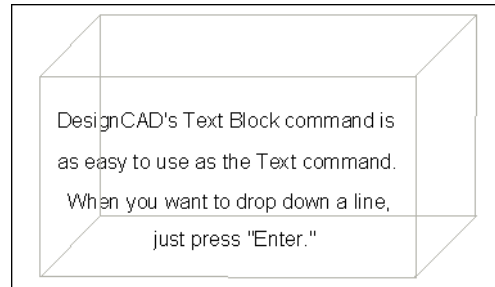 DesignCAD's Text Block command is
as easy to use as the Text command.
When you want to drop down a line,
just press "Enter."